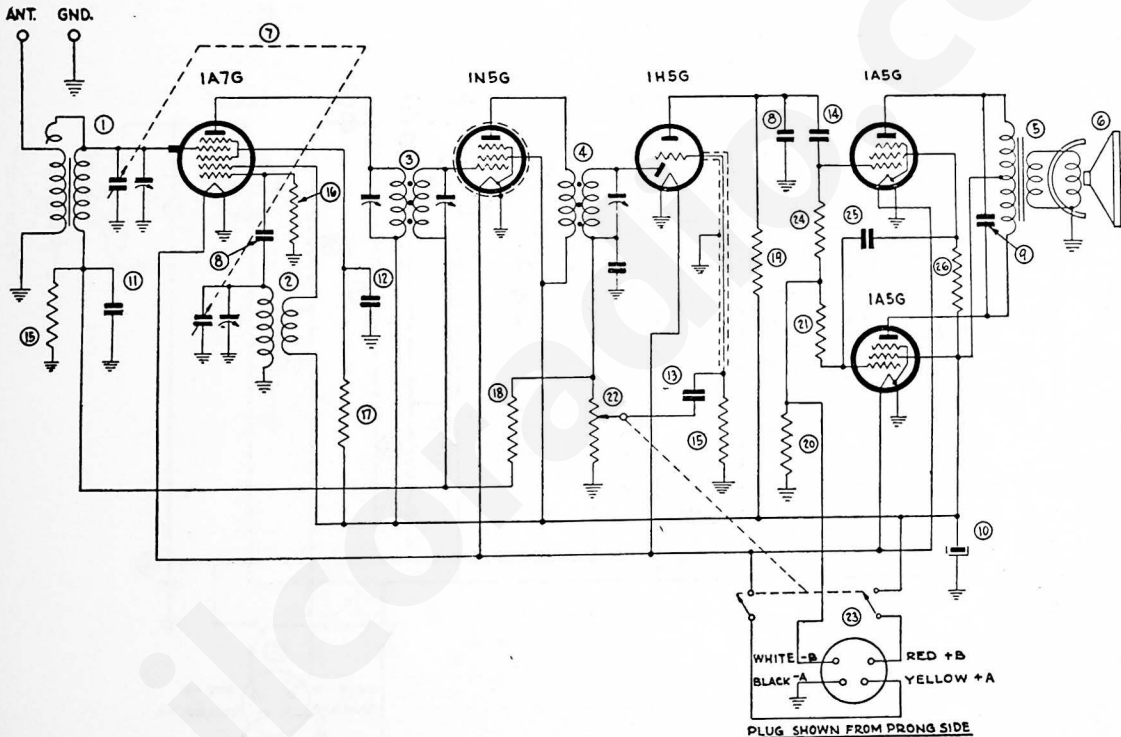 ANT. GND.
7
1A7G
1N5G
1H5G
1A5G
1
3
4
8
14
5
6
16
8
2
11
12
15
17
18
22
13
15
19
24
25
21
20
1A5G
26
9
10
23
WHITE -B
RED +B
BLACK -A
YELLOW +A
PLUG SHOWN FROM PRONG SIDE
ilcoradio.co